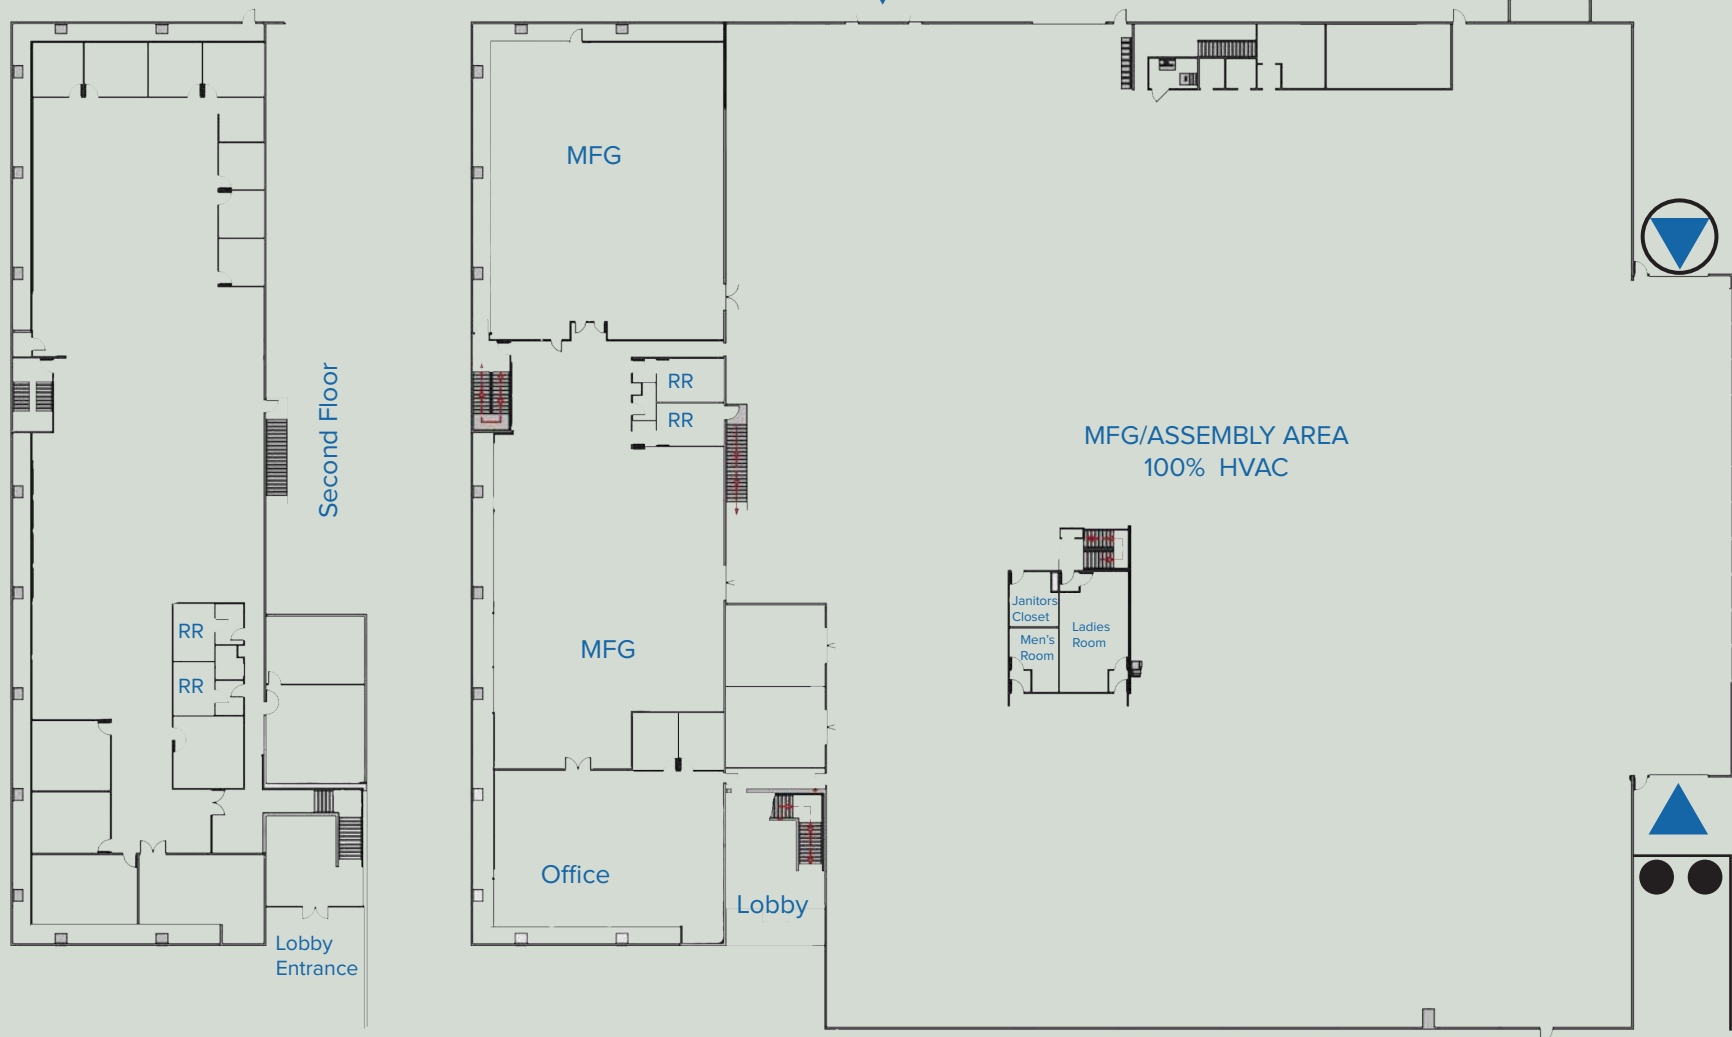 Second Floor
RR
RR
Lobby
Entrance
MFG
RR
RR
MFG
Office
Lobby
MFG/ASSEMBLY AREA
100% HVAC
Janitors
Closet
Men's
Room
Ladies
Room